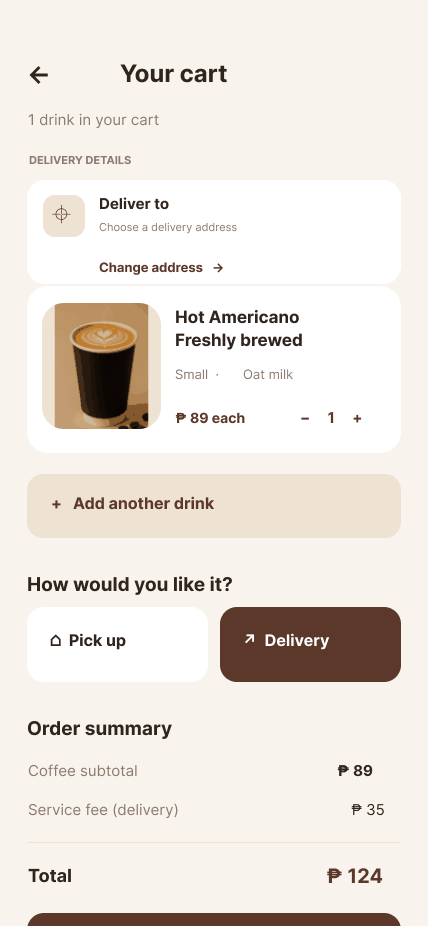 ← Your cart
1 drink in your cart
DELIVERY DETAILS
Deliver to
Choose a delivery address
Change address →
Hot Americano
Freshly brewed
Small · Oat milk
₱ 89 each − 1 +
+ Add another drink
How would you like it?
⌂ Pick up
↗ Delivery
Order summary
Coffee subtotal ₱ 89
Service fee (delivery) ₱ 35
Total ₱ 124